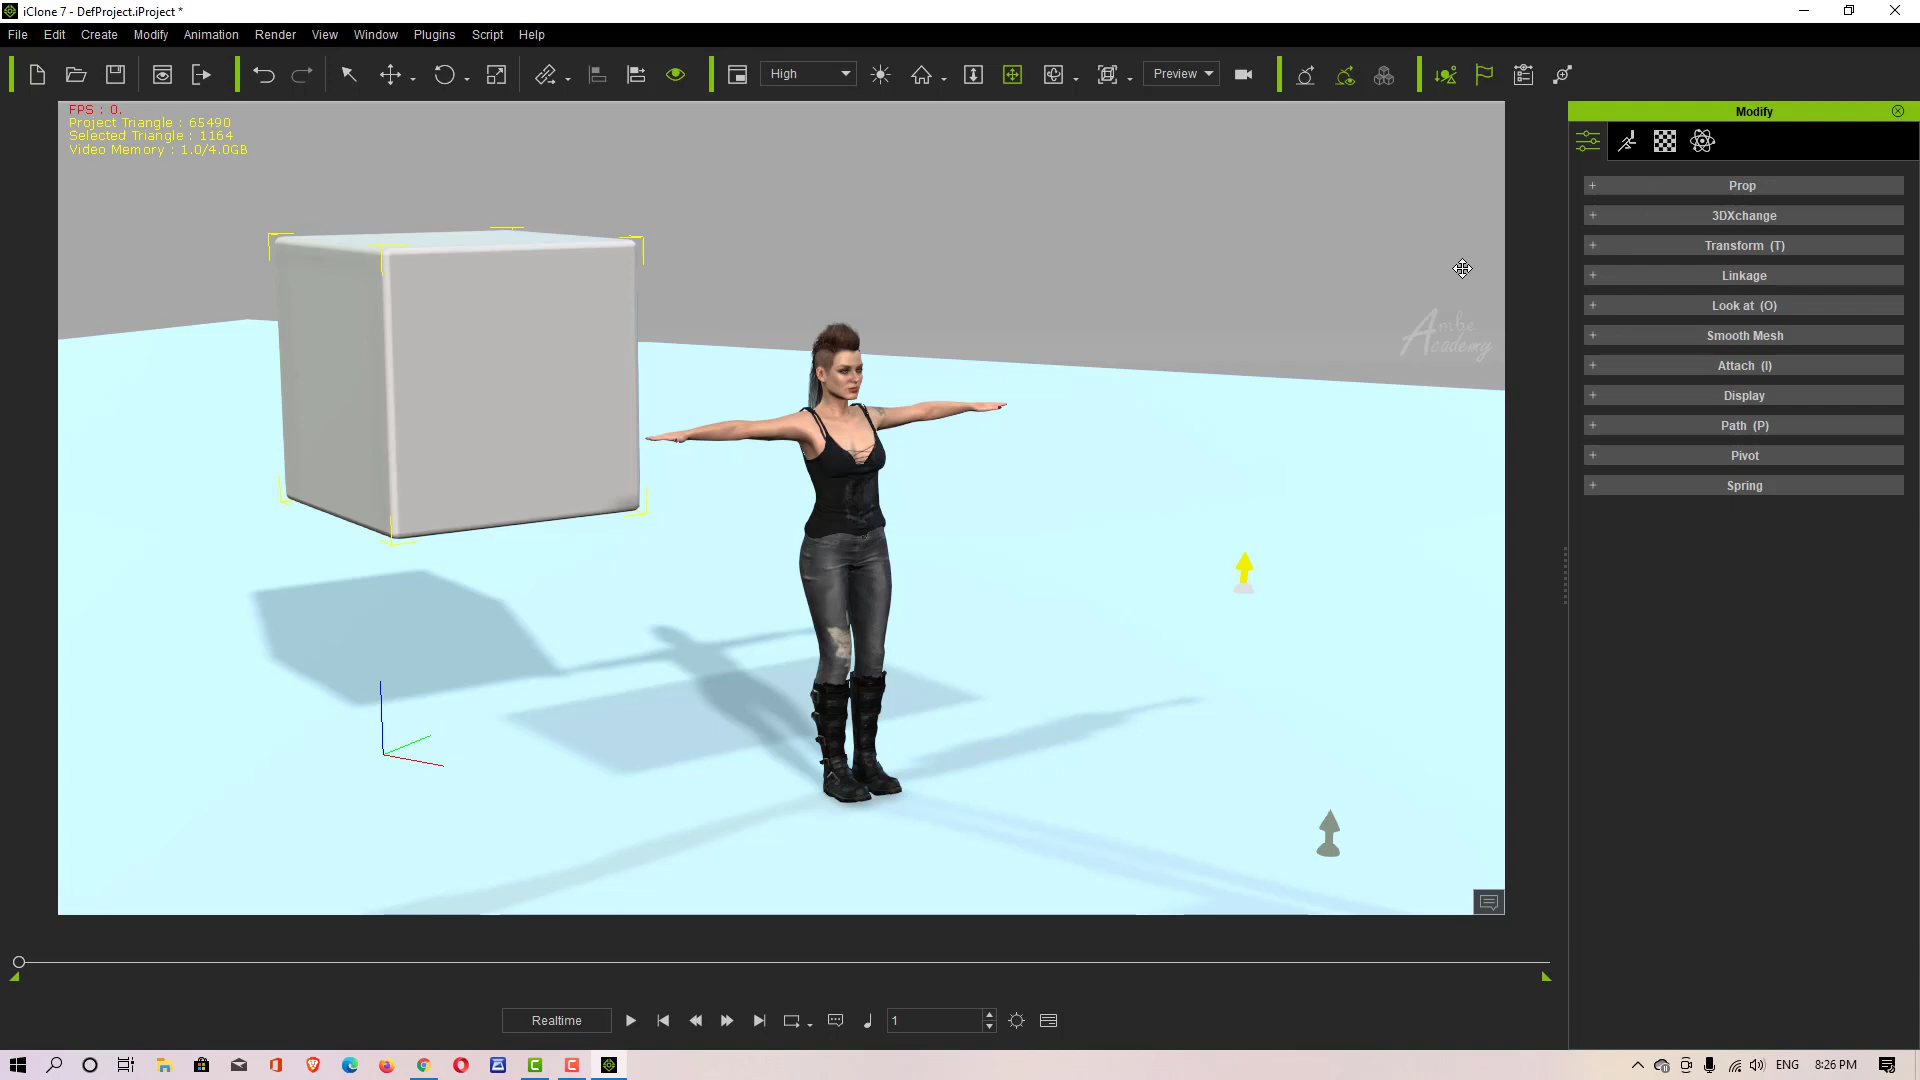 iClone 7 - DefProject.iProject *
File Edit Create Modify Animation Render View Window Plugins Script Help
High
Preview
FPS : 0.
Project Triangle : 65490
Selected Triangle : 1164
Video Memory : 1.0/4.0GB
Modify
Prop
3DXchange
Transform (T)
Linkage
Look at (O)
Smooth Mesh
Attach (I)
Display
Path (P)
Pivot
Spring
Ambe
Academy
Realtime
1
ENG
8:26 PM